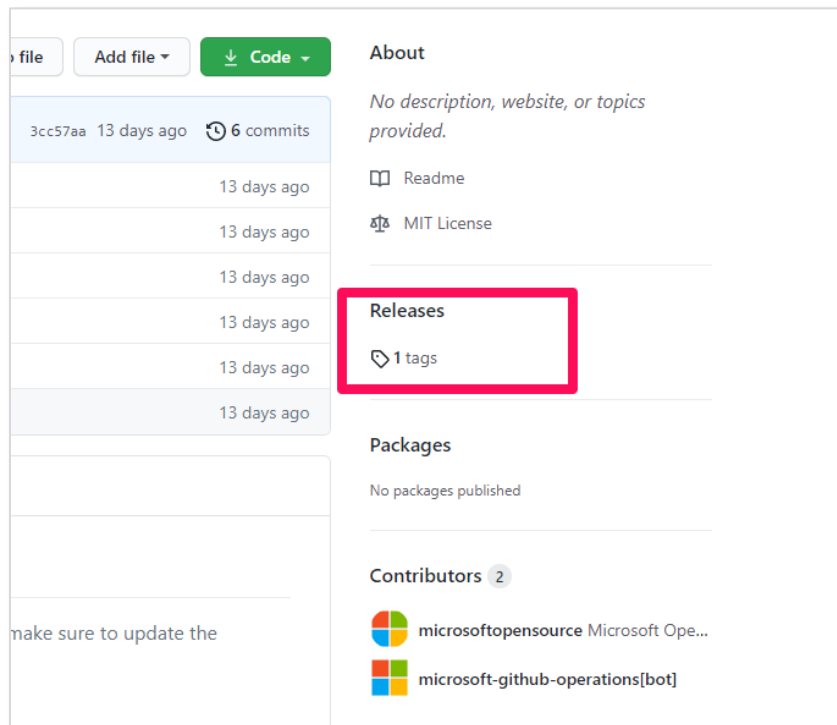 file
Add file
Code
3cc57aa 13 days ago 6 commits
13 days ago
13 days ago
13 days ago
13 days ago
13 days ago
13 days ago
make sure to update the
About
No description, website, or topics
provided.
Readme
MIT License
Releases
1 tags
Packages
No packages published
Contributors 2
microsoftopensource Microsoft Ope...
microsoft-github-operations[bot]